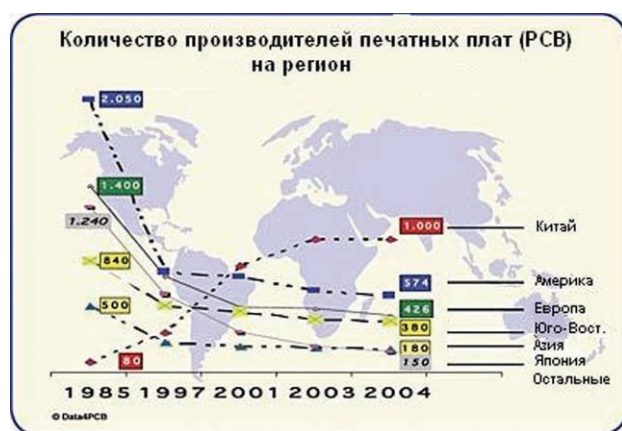 Количество производителей печатных плат (PCB)
на регион
2.050
1.400
1.240
840
500
80
1.000
574
426
380
180
150
Китай
Америка
Европа
Юго-Вост.
Азия
Япония
Остальные
1985 1997 2001 2003 2004
© Data4PCB